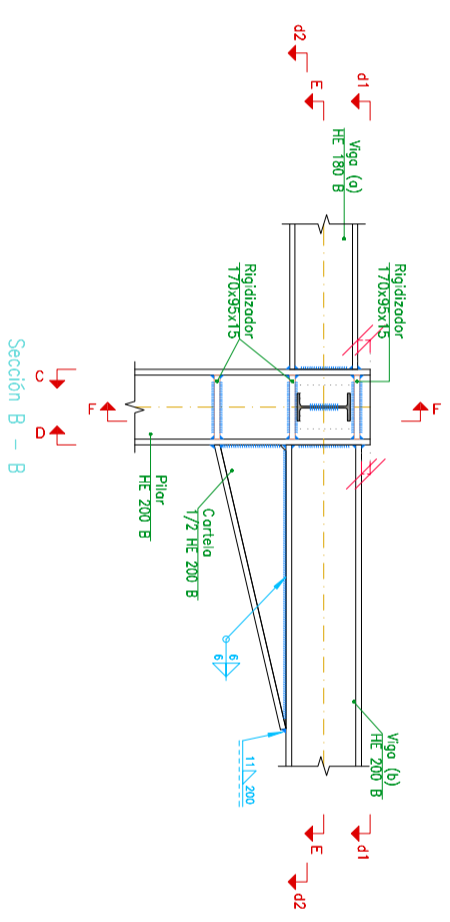 d2
E
d1
Viga (a)
HE 180 B
Rigidizador
170x95x15
Rigidizador
170x95x15
C
F
D
F
Pilar
HE 200 B
Cartela
1/2 HE 200 B
6
6
11 200
Viga (b)
HE 200 B
d1
E
d2
Sección B - B